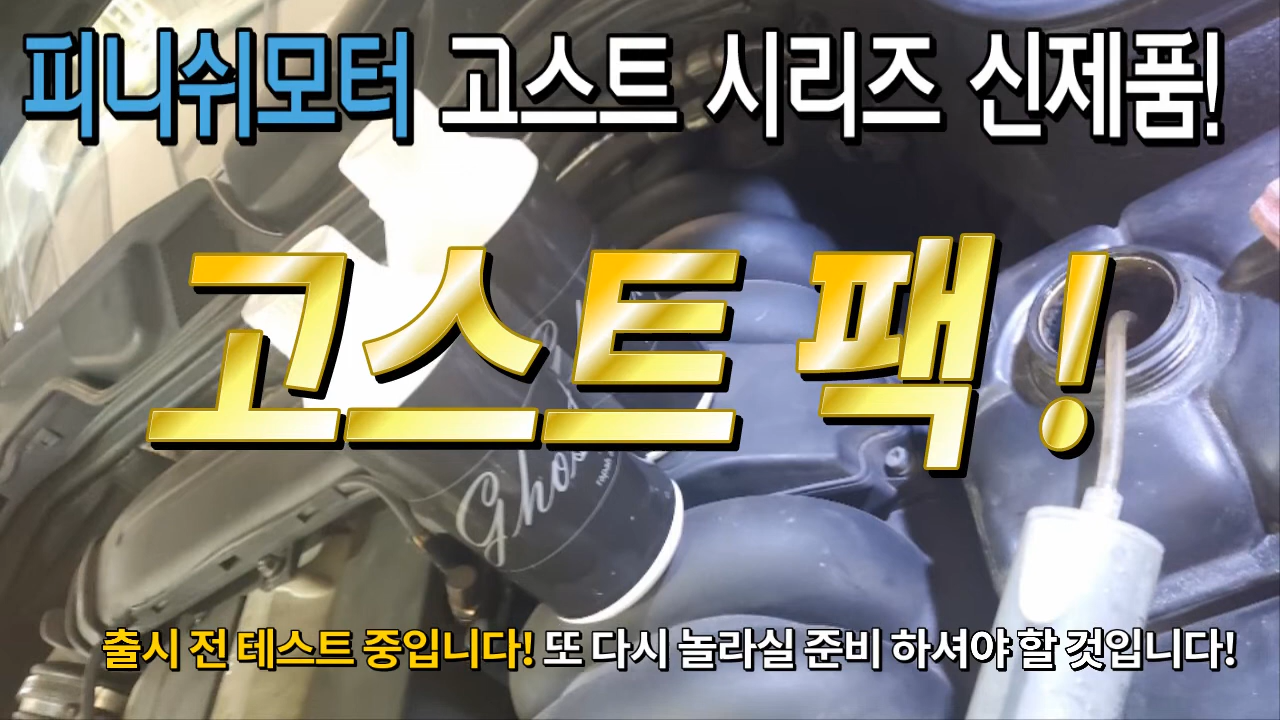 피니쉬모터 고스트 시리즈 신제품!
고스트 팩!
출시 전 테스트 중입니다! 또 다시 놀라실 준비 하셔야 할 것입니다!